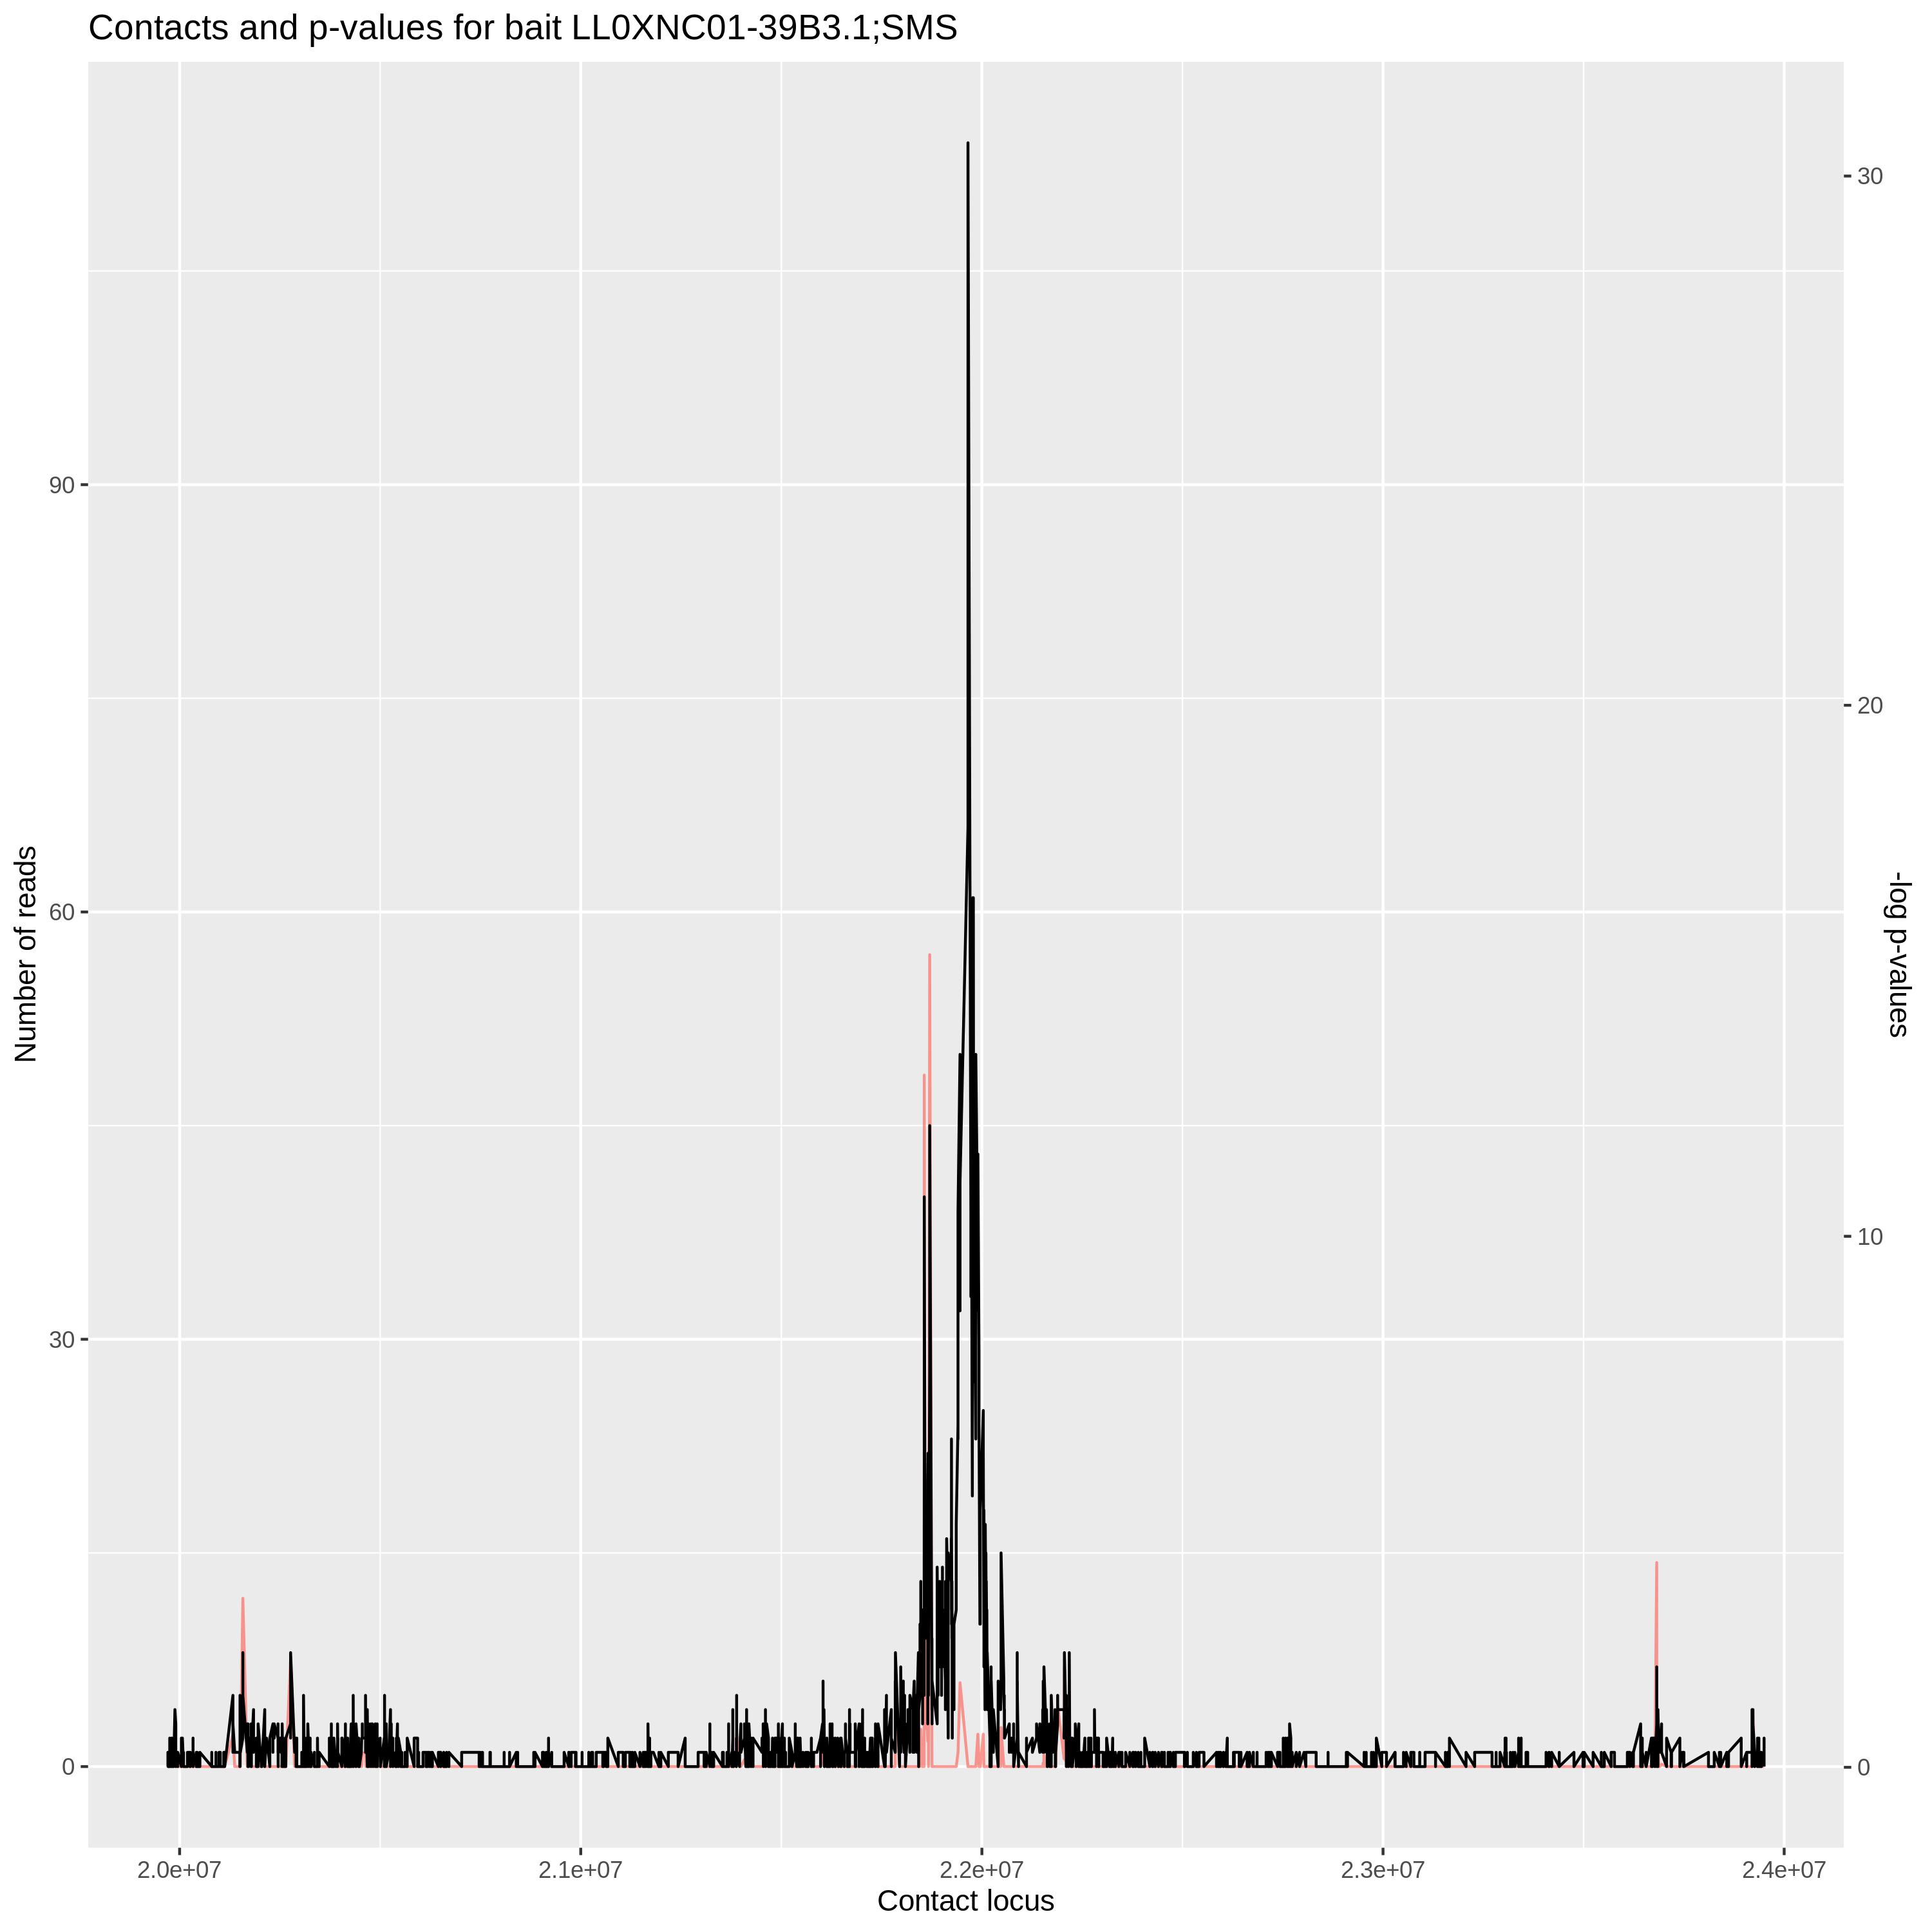 Contacts and p-values for bait LL0XNC01-39B3.1;SMS
Number of reads
90
60
30
0
30
20
10
0
-log p-values
2.0e+07
2.1e+07
2.2e+07
2.3e+07
2.4e+07
Contact locus